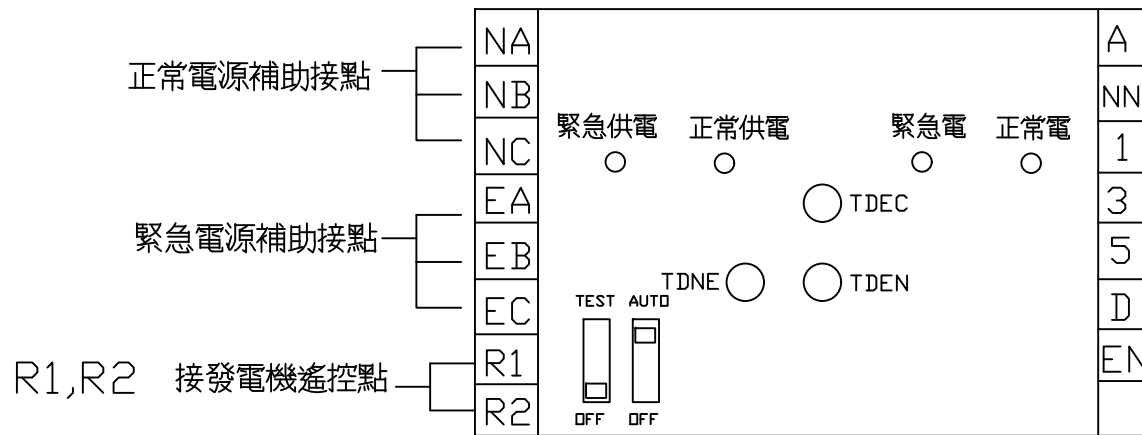 正常電源補助接點
緊急電源補助接點
R1,R2 接發電機遙控點
NA
NB
NC
EA
EB
EC
R1
R2
緊急供電 正常供電 緊急電 正常電
TDEC
TDNE TDEN
TEST AUTO
OFF OFF
A
NN
1
3
5
D
EN